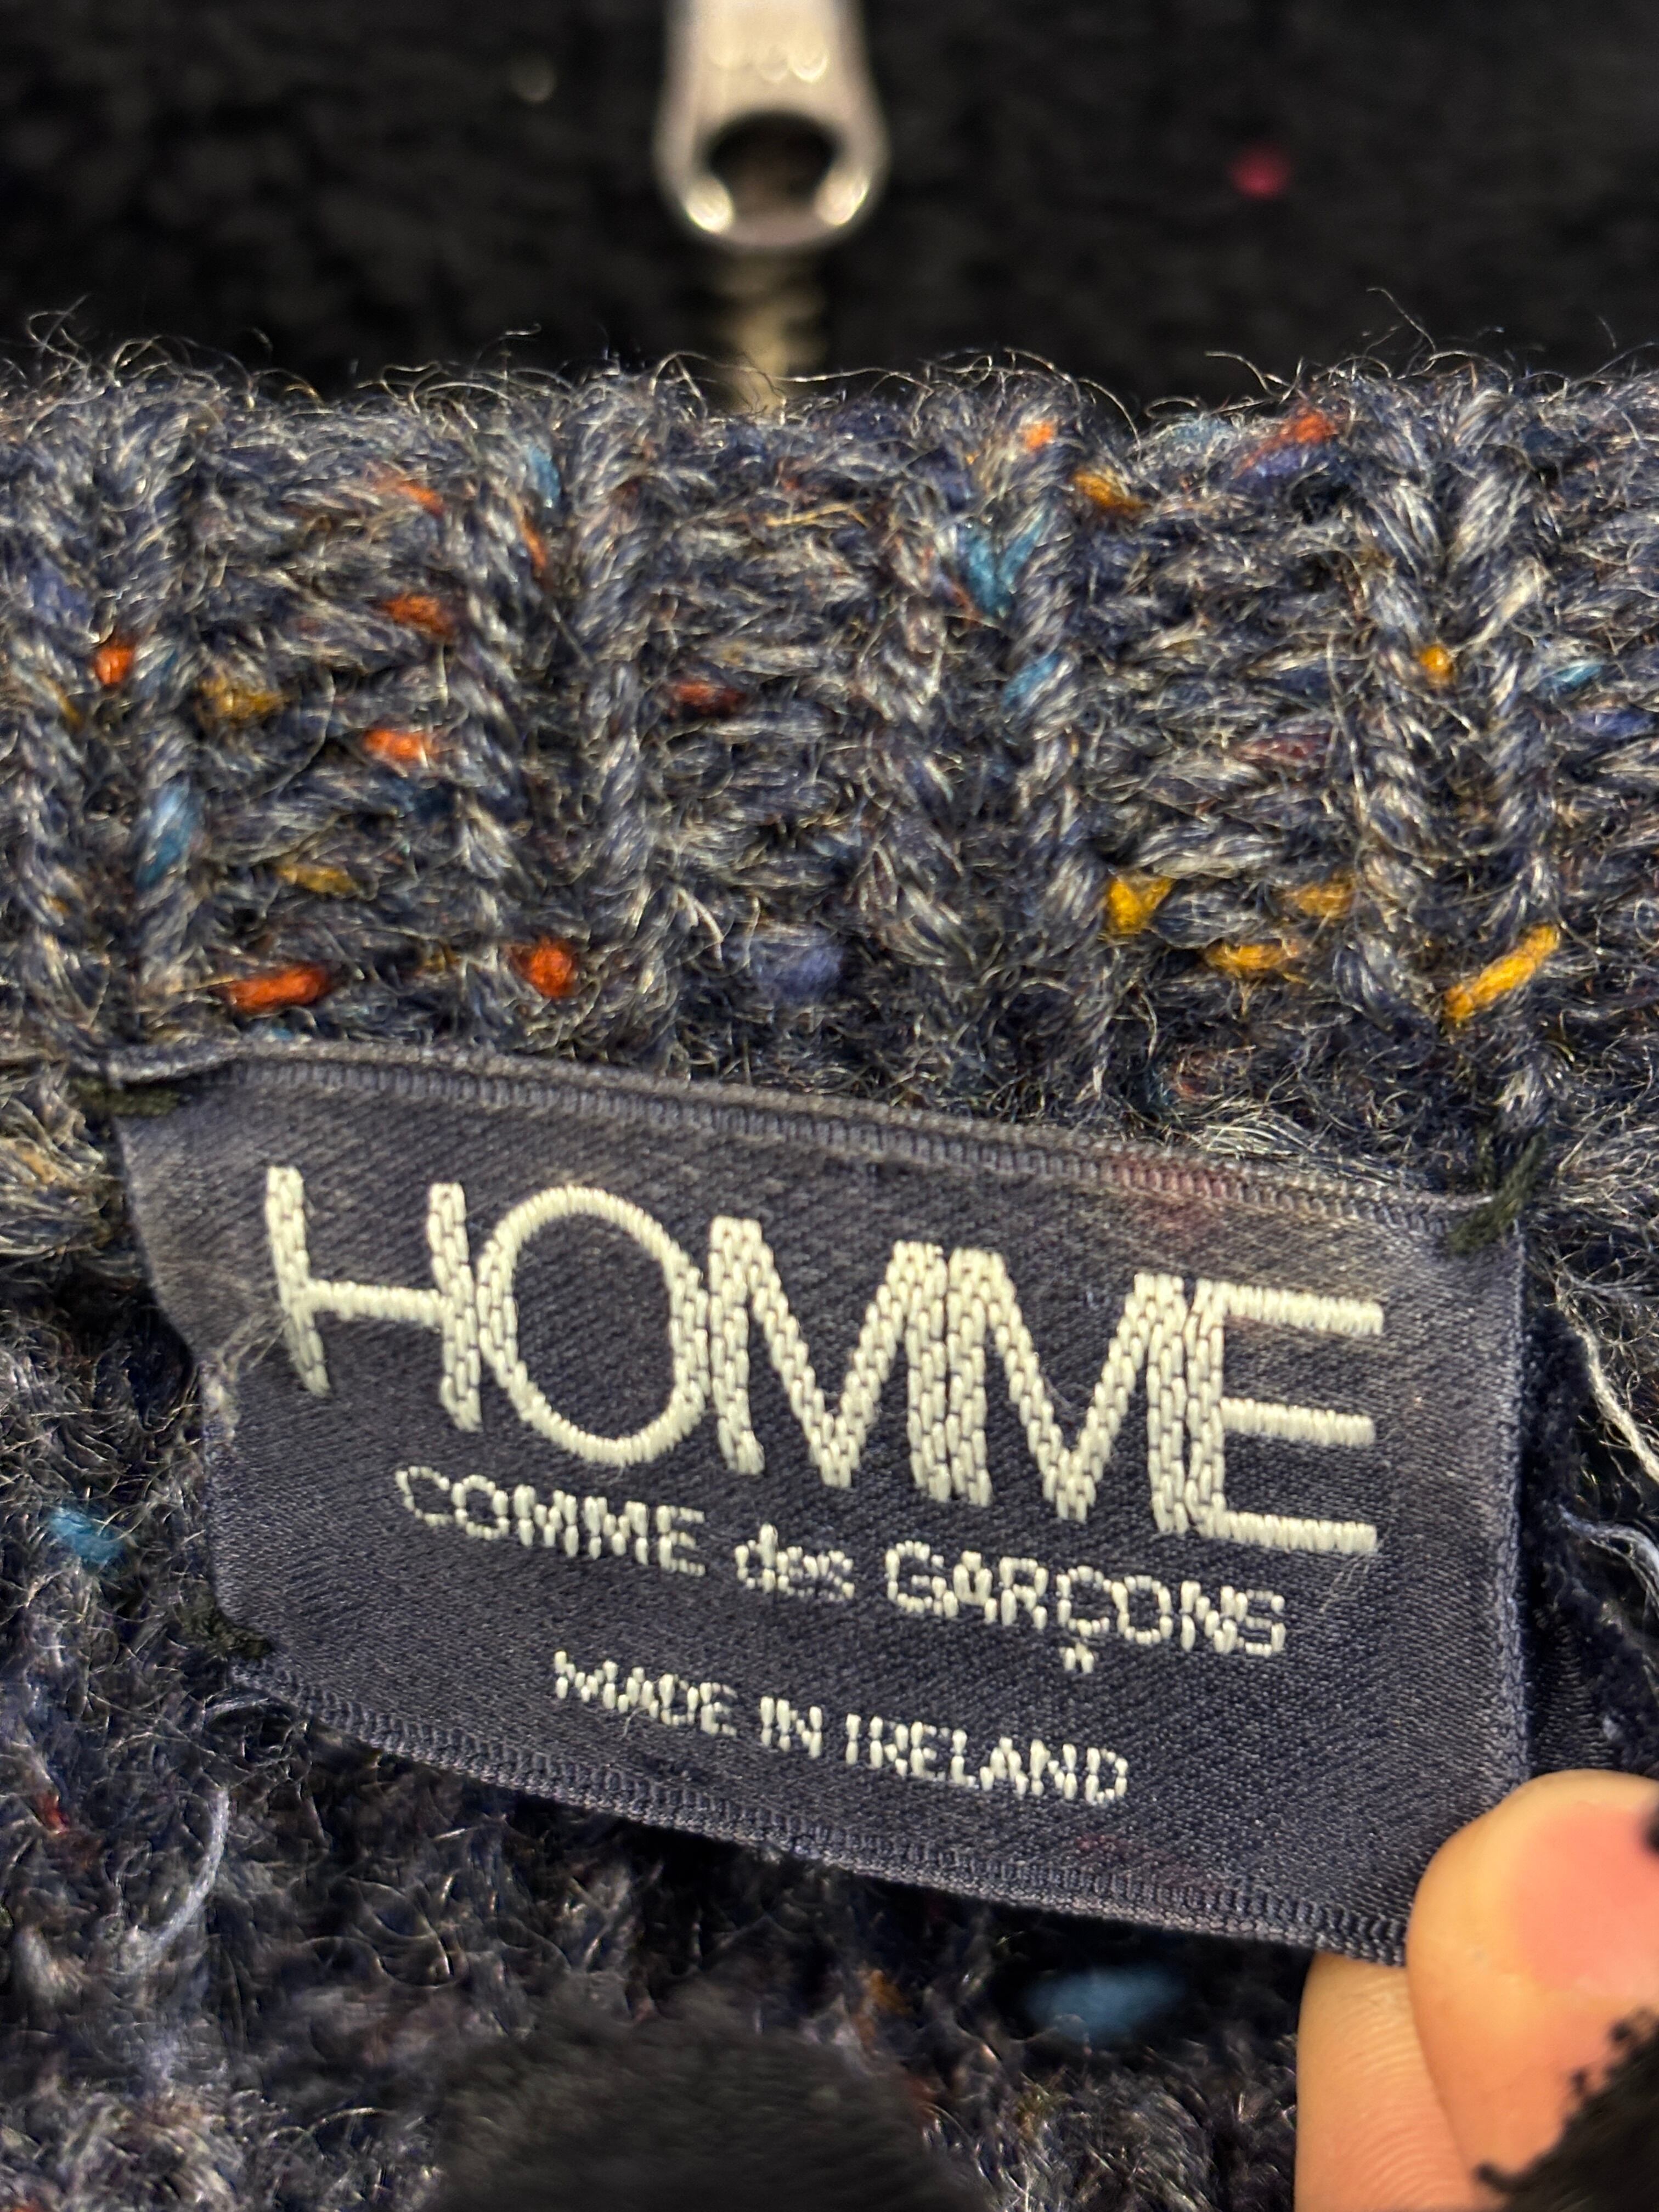 HOMME
COMME des GARÇONS
MADE IN IRELAND